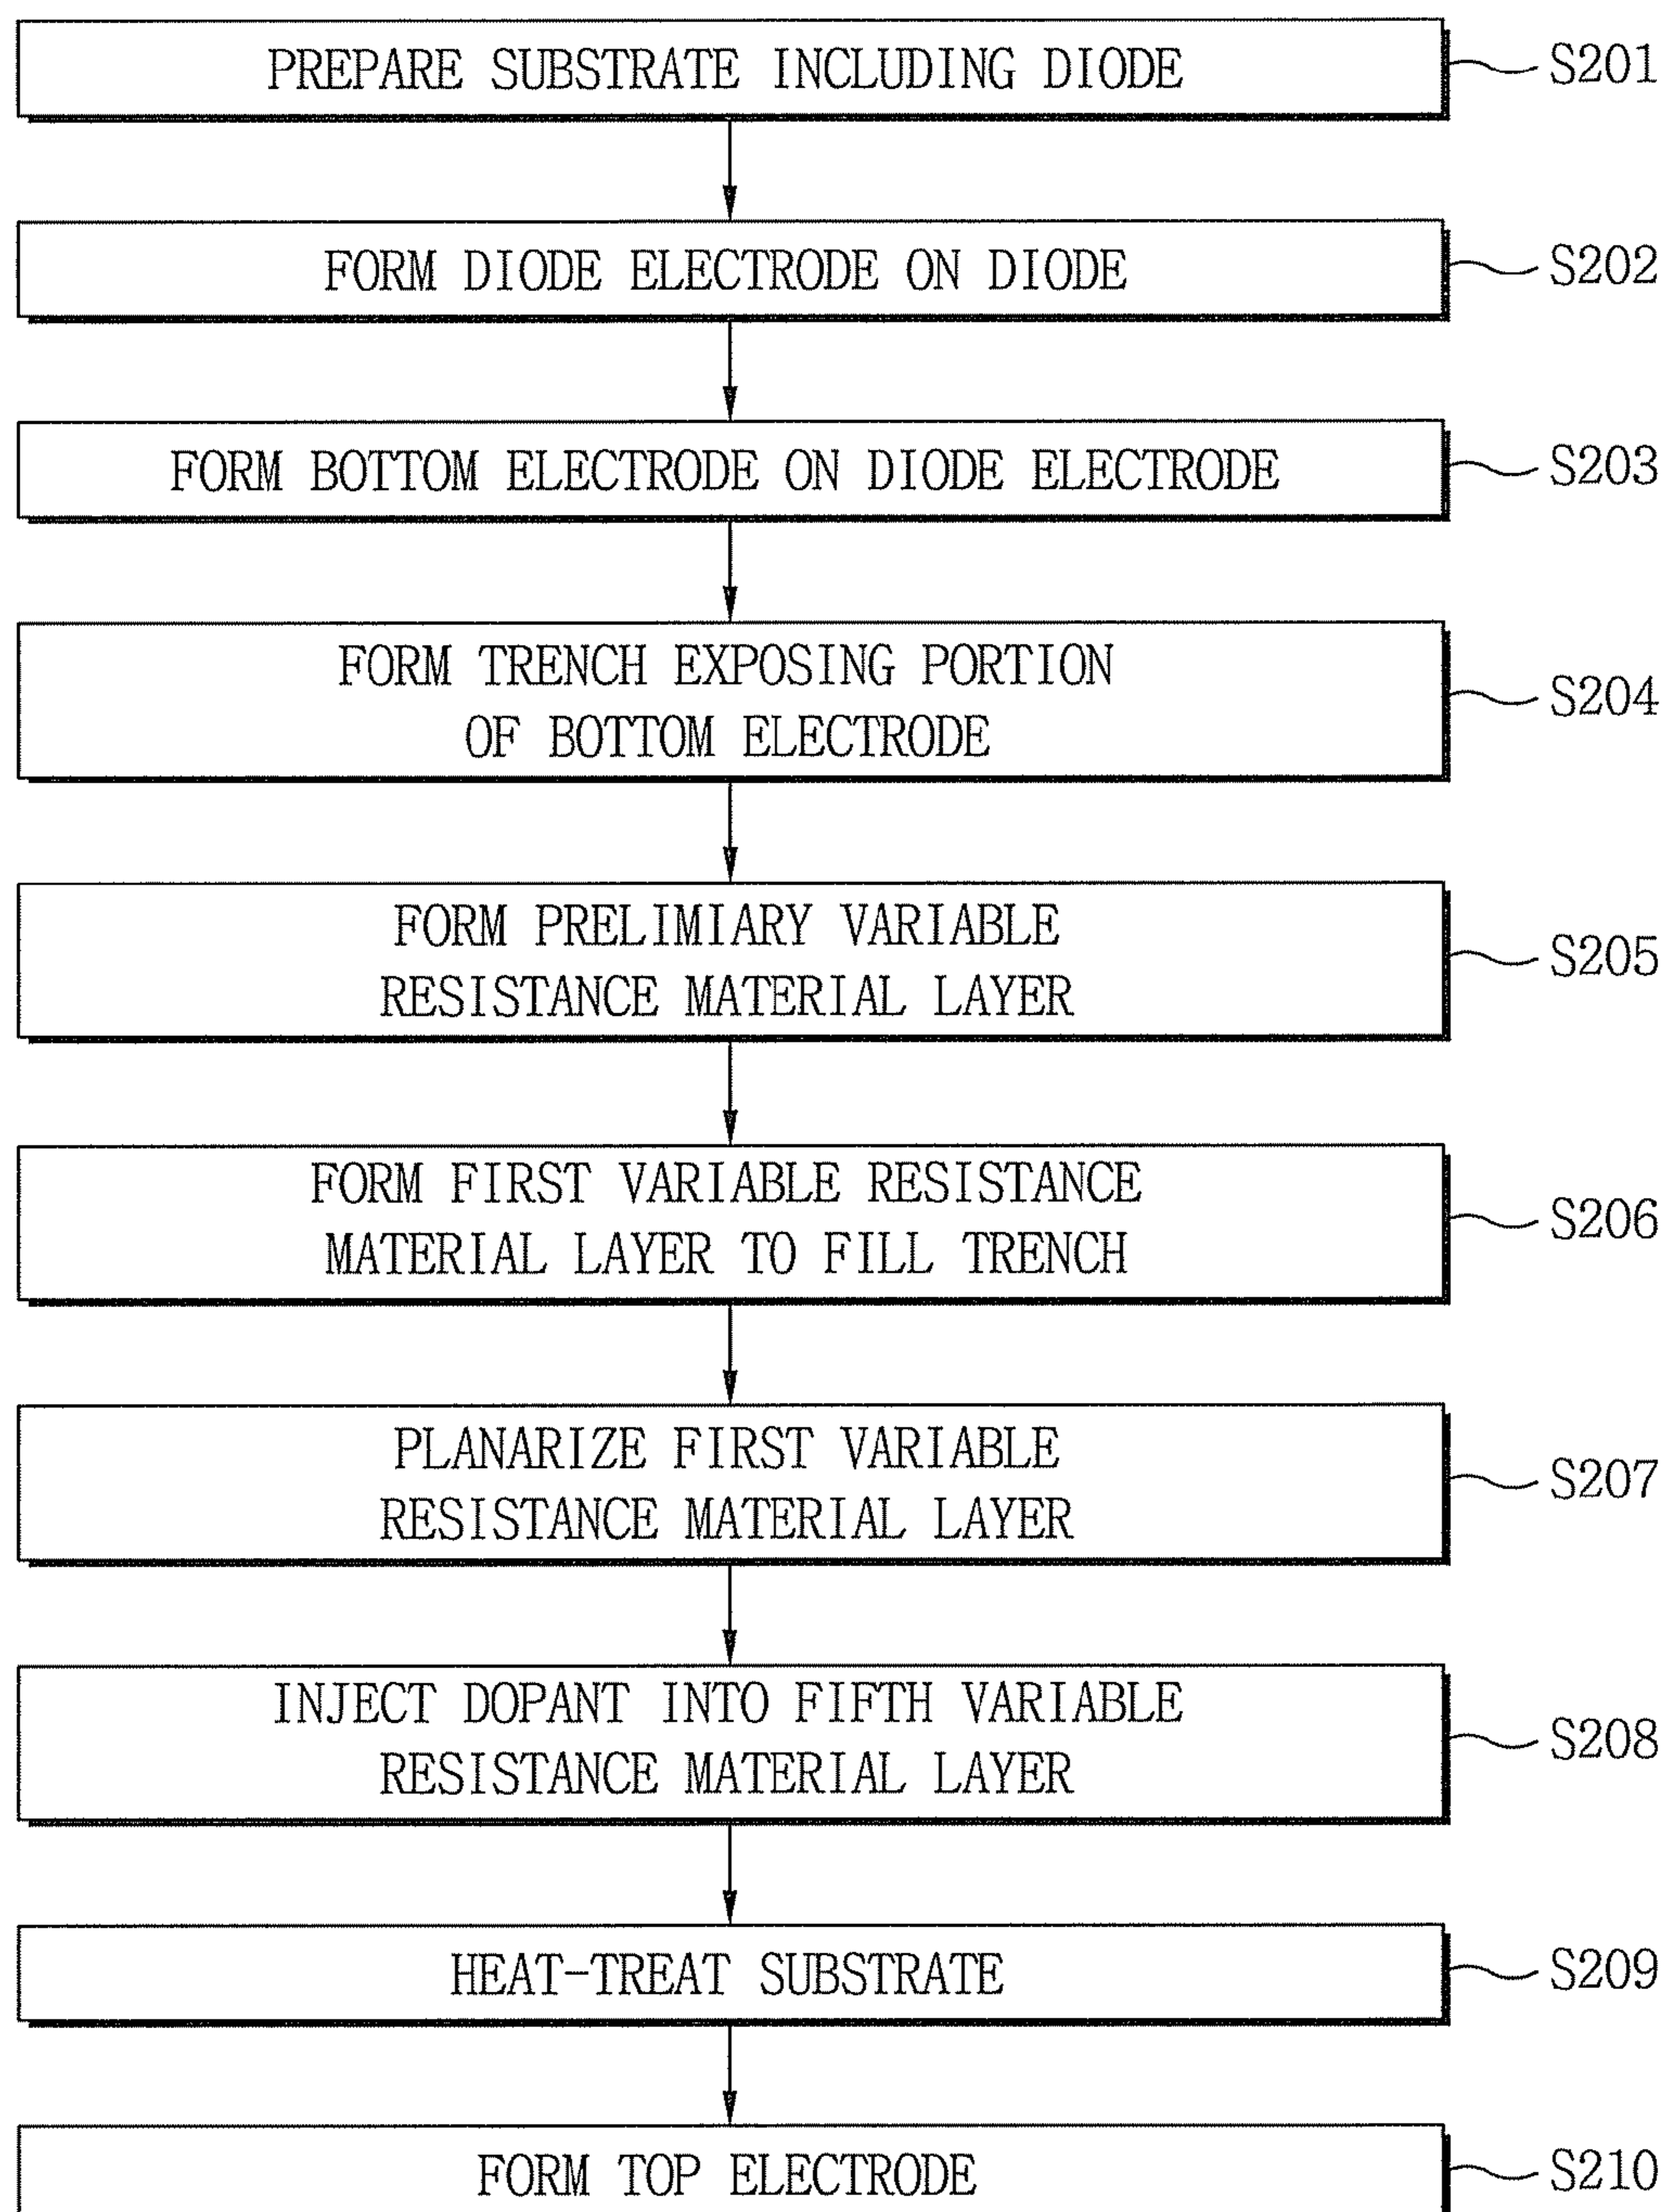 PREPARE SUBSTRATE INCLUDING DIODE S201
FORM DIODE ELECTRODE ON DIODE S202
FORM BOTTOM ELECTRODE ON DIODE ELECTRODE S203
FORM TRENCH EXPOSING PORTION
OF BOTTOM ELECTRODE
S204
FORM PRELIMIARY VARIABLE
RESISTANCE MATERIAL LAYER
S205
FORM FIRST VARIABLE RESISTANCE
MATERIAL LAYER TO FILL TRENCH
S206
PLANARIZE FIRST VARIABLE
RESISTANCE MATERIAL LAYER
S207
INJECT DOPANT INTO FIFTH VARIABLE
RESISTANCE MATERIAL LAYER
S208
HEAT-TREAT SUBSTRATE S209
FORM TOP ELECTRODE S210